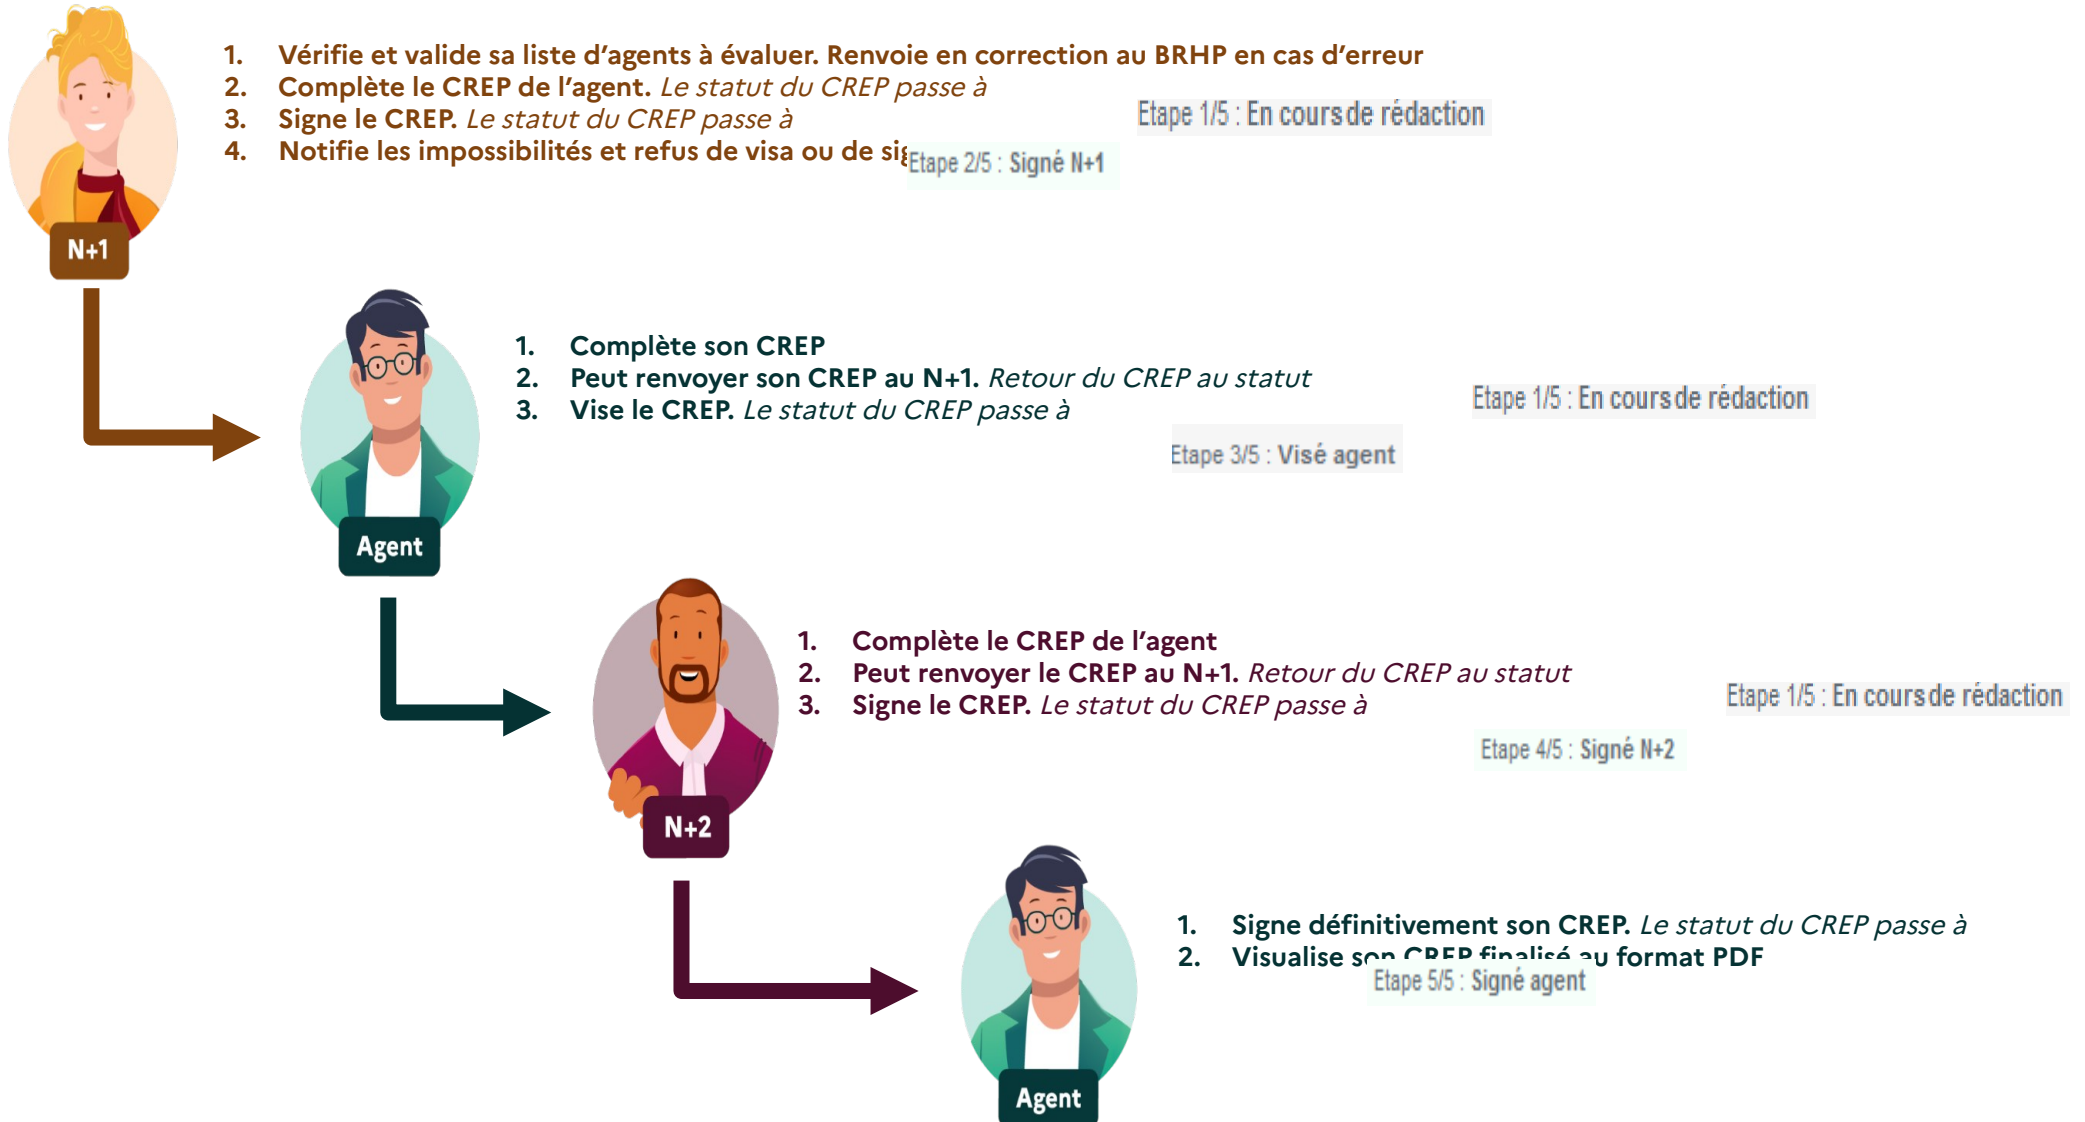 1. Vérifie et valide sa liste d’agents à évaluer. Renvoie en correction au BRHP en cas d’erreur
2. Complète le CREP de l’agent. Le statut du CREP passe à
Etape 1/5 : En cours de rédaction
3. Signe le CREP. Le statut du CREP passe à
4. Notifie les impossibilités et refus de visa ou de
Etape 2/5 : Signé N+1
N+1
1. Complète son CREP
2. Peut renvoyer son CREP au N+1. Retour du CREP au statut
Etape 1/5 : En cours de rédaction
3. Vise le CREP. Le statut du CREP passe à
Etape 3/5 : Visé agent
Agent
1. Complète le CREP de l’agent
2. Peut renvoyer le CREP au N+1. Retour du CREP au statut
Etape 1/5 : En cours de rédaction
3. Signe le CREP. Le statut du CREP passe à
Etape 4/5 : Signé N+2
N+2
1. Signe définitivement son CREP. Le statut du CREP passe à
2. Visualise son CREP finalisé au format PDF
Etape 5/5 : Signé agent
Agent